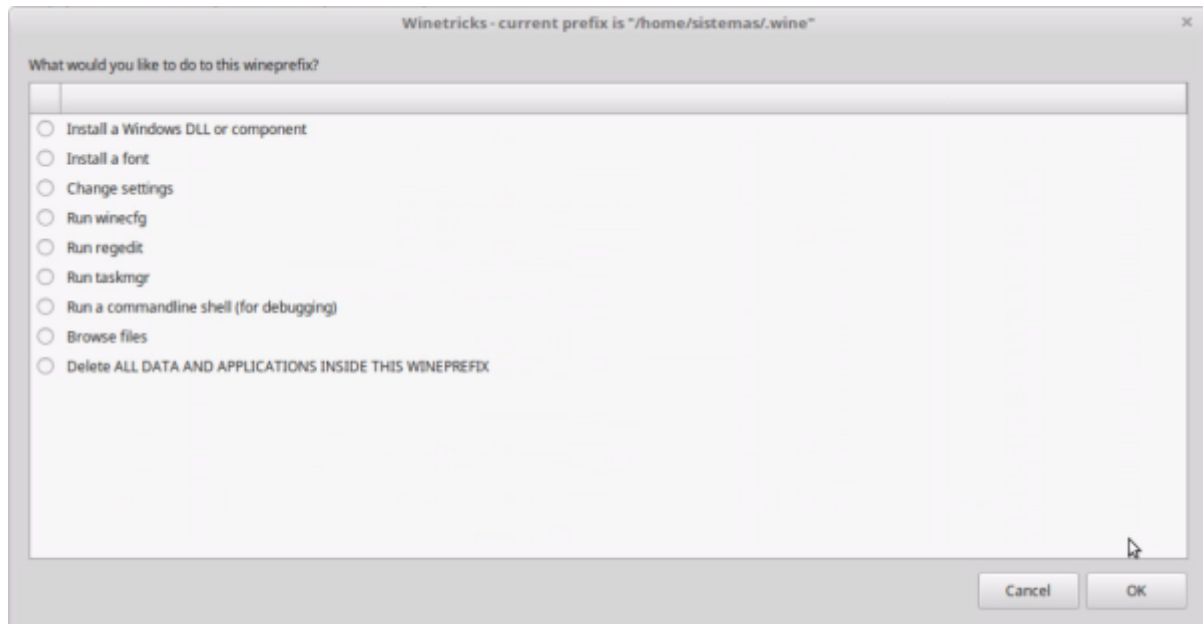 Winetricks - current prefix is "/home/sistemas/.wine"
What would you like to do to this wineprefix?
Install a Windows DLL or component
Install a font
Change settings
Run winecfg
Run regedit
Run taskmgr
Run a commandline shell (for debugging)
Browse files
Delete ALL DATA AND APPLICATIONS INSIDE THIS WINEPREFIX
Cancel OK